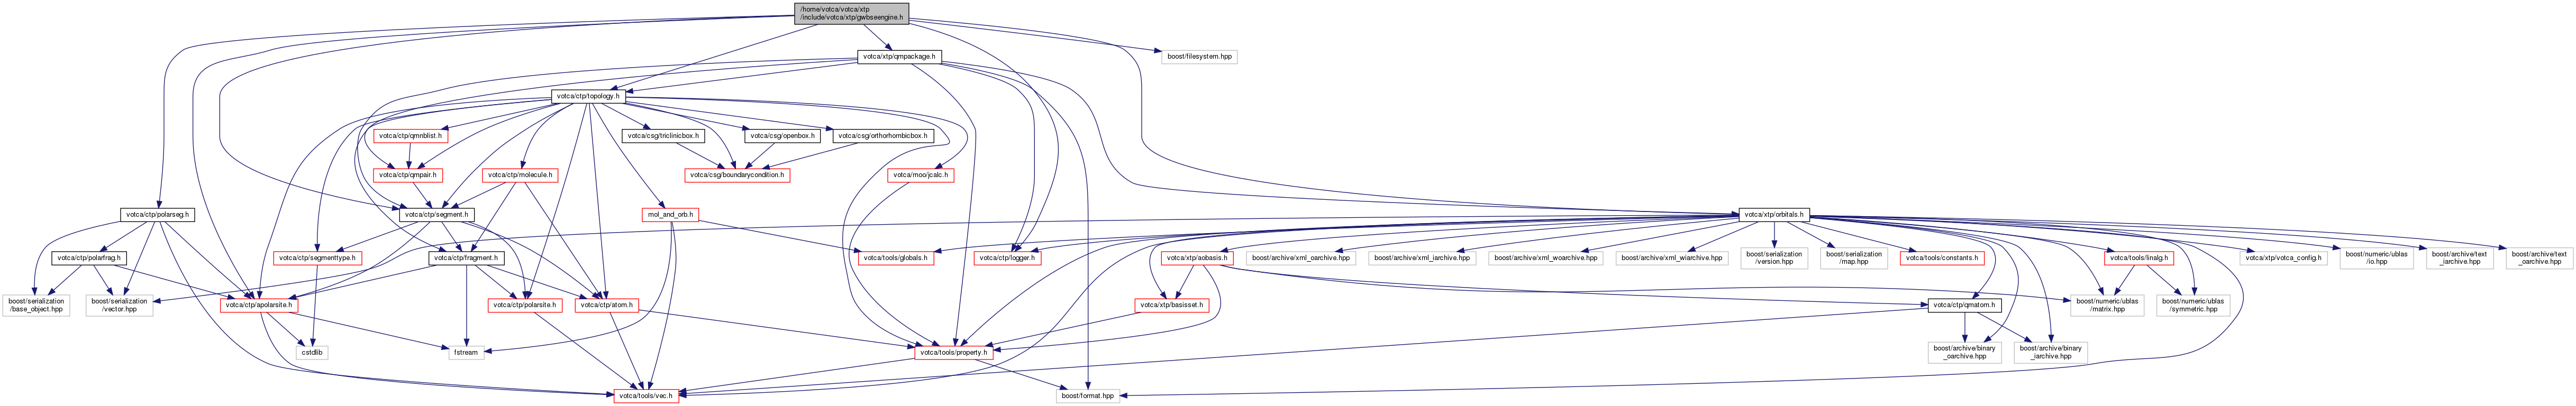 /home/votca/votca/xtp
/include/votca/xtp/gwbseengine.h
votca/xtp/qmpackage.h
boost/filesystem.hpp
votca/ctp/topology.h
votca/ctp/qmnblist.h
votca/csg/triclinicbox.h
votca/csg/openbox.h
votca/csg/orthorhombicbox.h
votca/ctp/qmpair.h
votca/ctp/molecule.h
votca/csg/boundarycondition.h
votca/moo/jcalc.h
votca/ctp/polarseg.h
votca/ctp/segment.h
mol_and_orb.h
votca/xtp/orbitals.h
votca/ctp/polarfrag.h
votca/ctp/segmenttype.h
votca/ctp/fragment.h
votca/tools/globals.h
votca/ctp/logger.h
votca/xtp/aobasis.h
boost/archive/xml_oarchive.hpp
boost/archive/xml_iarchive.hpp
boost/archive/xml_woarchive.hpp
boost/archive/xml_wiarchive.hpp
boost/serialization
/version.hpp
boost/serialization
/map.hpp
votca/tools/constants.h
votca/tools/linalg.h
votca/xtp/votca_config.h
boost/numeric/ublas
/io.hpp
boost/archive/text
_iarchive.hpp
boost/archive/text
_oarchive.hpp
boost/serialization
/base_object.hpp
boost/serialization
/vector.hpp
votca/ctp/apolarsite.h
votca/ctp/polarsite.h
votca/ctp/atom.h
votca/xtp/basisset.h
votca/ctp/qmatom.h
boost/numeric/ublas
/matrix.hpp
boost/numeric/ublas
/symmetric.hpp
cstdlib
fstream
votca/tools/property.h
boost/archive/binary
_oarchive.hpp
boost/archive/binary
_iarchive.hpp
votca/tools/vec.h
boost/format.hpp